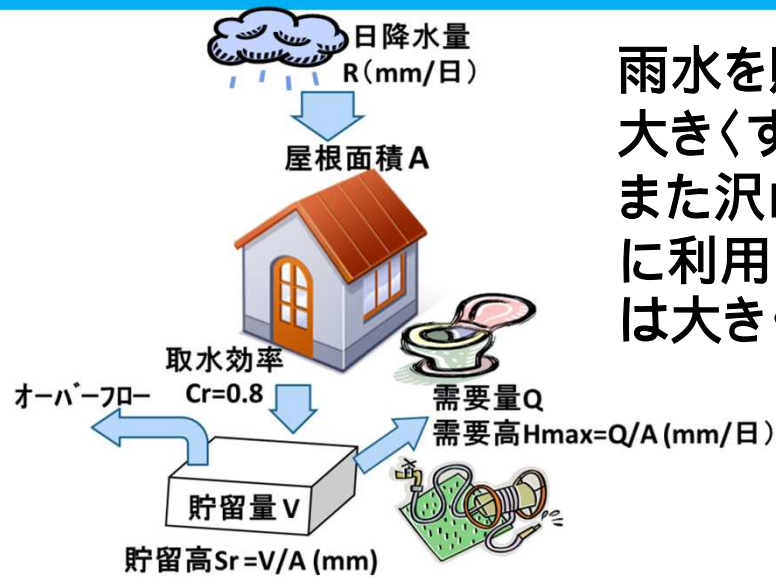 日降水量
R(mm/日)
屋根面積A
取水効率
Cr=0.8
オーバーフロー
需要量Q
需要高Hmax=Q/A (mm/日)
貯留量V
貯留高Sr=V/A (mm)
雨水を
大きくす
また沢
に利用
は大き